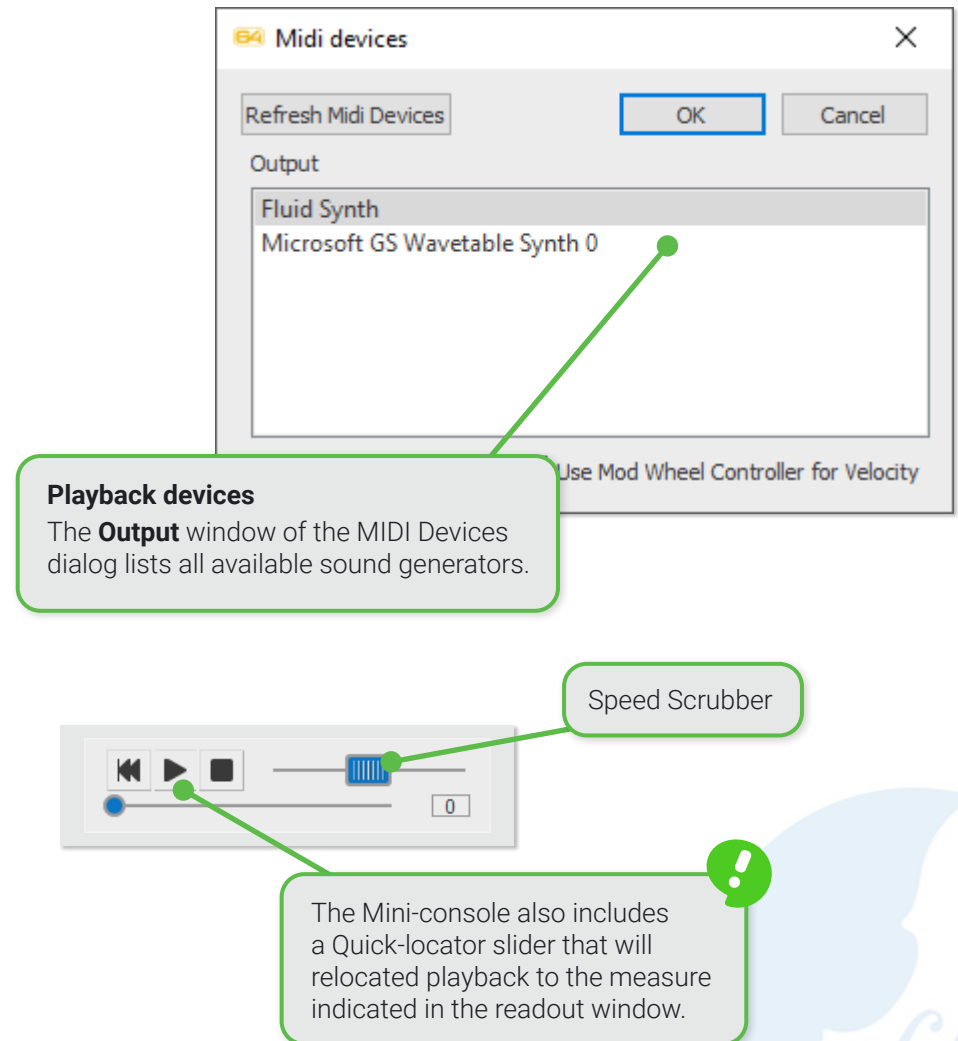 64 Midi devices
Refresh Midi Devices
OK
Cancel
Output
Fluid Synth
Microsoft GS Wavetable Synth 0
Use Mod Wheel Controller for Velocity
Playback devices
The Output window of the MIDI Devices
dialog lists all available sound generators.
Speed Scrubber
0
The Mini-console also includes
a Quick-locator slider that will
relocated playback to the measure
indicated in the readout window.